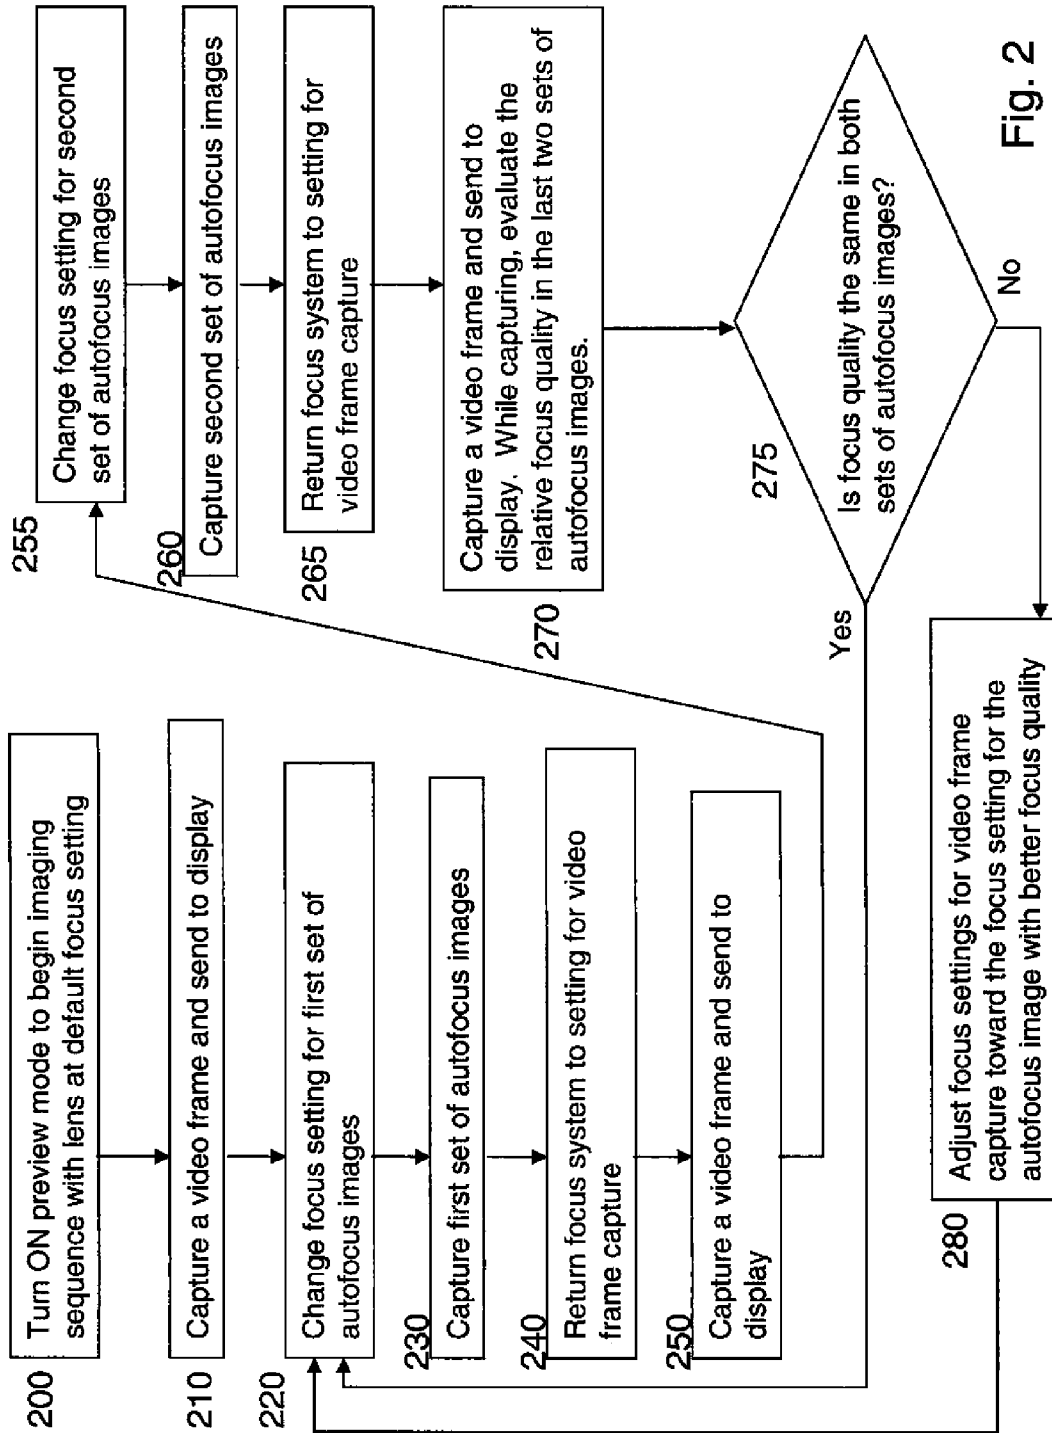 200
Turn ON preview mode to begin imaging
sequence with lens at default focus setting
210
Capture a video frame and send to display
220
Change focus setting for first set of
autofocus images
230
Capture first set of autofocus images
240
Return focus system to setting for video
frame capture
250
Capture a video frame and send to
display
255
Change focus setting for second
set of autofocus images
260
Capture second set of autofocus images
265
Return focus system to setting for
video frame capture
270
Capture a video frame and send to
display. While capturing, evaluate the
relative focus quality in the last two sets of
autofocus images.
275
Is focus quality the same in both
sets of autofocus images?
Yes
No
280
Adjust focus settings for video frame
capture toward the focus setting for the
autofocus image with better focus quality
Fig. 2